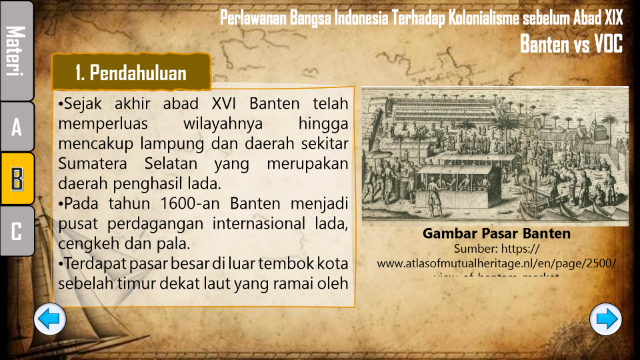 Perlawanan Bangsa Indonesia Terhadap Kolonialisme sebelum Abad XIX
Banten vs VOC
Materi
A
B
C
1. Pendahuluan
•Sejak akhir abad XVI Banten telah
memperluas wilayahnya hingga
mencakup lampung dan daerah sekitar
Sumatera Selatan yang merupakan
daerah penghasil lada.
•Pada tahun 1600-an Banten menjadi
pusat perdagangan internasional lada,
cengkeh dan pala.
•Terdapat pasar besar di luar tembok kota
sebelah timur dekat laut yang ramai oleh
Gambar Pasar Banten
Sumber: https://
www.atlasofmutualheritage.nl/en/page/2500/